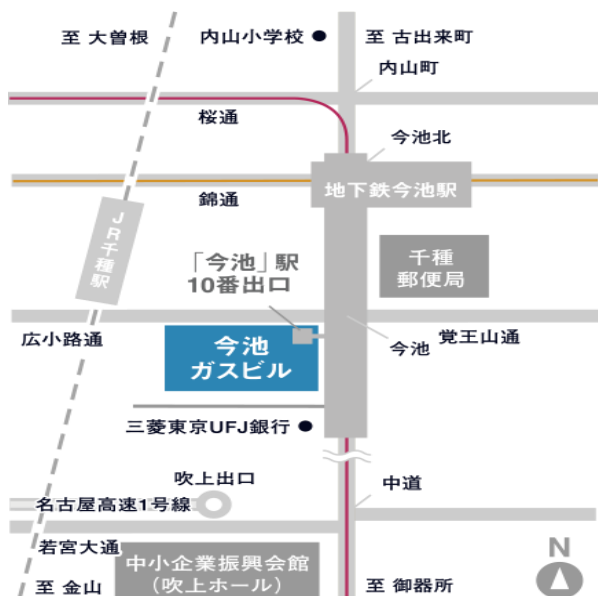 至 大曽根
内山小学校
至 古出来町
内山町
桜通
今池北
地下鉄今池駅
錦通
JR千種駅
千種
郵便局
「今池」駅
10番出口
広小路通
今池
ガスビル
今池
覚王山通
三菱東京UFJ銀行
吹上出口
中道
名古屋高速1号線
若宮大通
中小企業振興会館
(吹上ホール)
N
至 金山
至 御器所